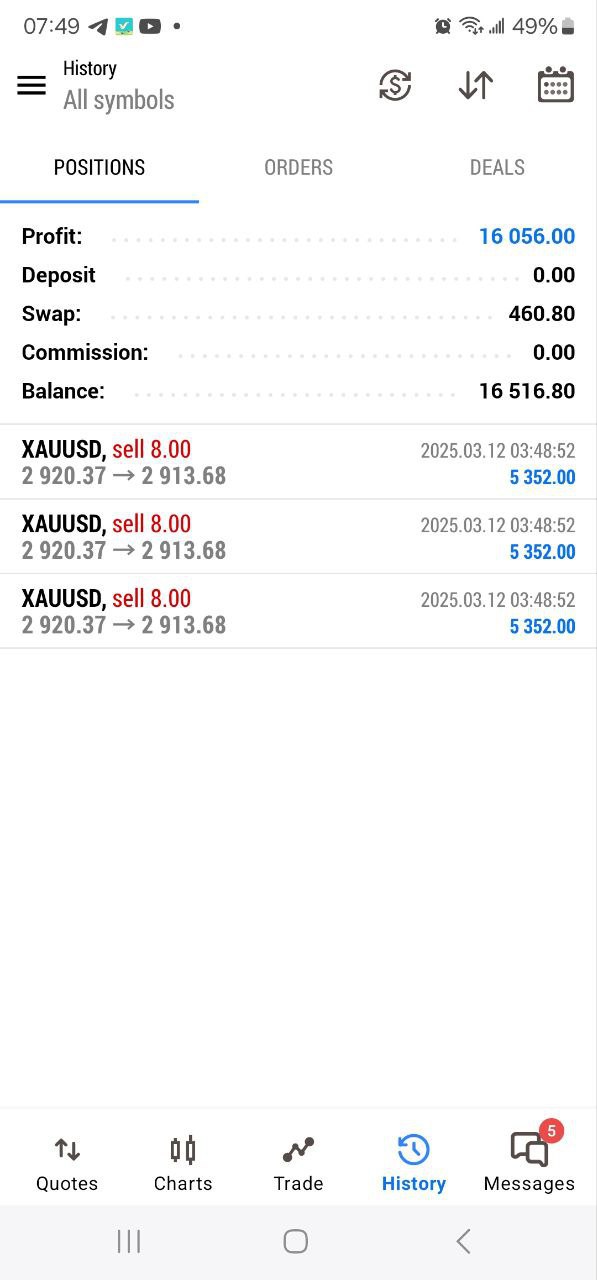 07:49 49%
History
All symbols
POSITIONS ORDERS DEALS
Profit: 16 056.00
Deposit 0.00
Swap: 460.80
Commission: 0.00
Balance: 16 516.80
XAUUSD, sell 8.00 2025.03.12 03:48:52
2 920.37 → 2 913.68 5 352.00
XAUUSD, sell 8.00 2025.03.12 03:48:52
2 920.37 → 2 913.68 5 352.00
XAUUSD, sell 8.00 2025.03.12 03:48:52
2 920.37 → 2 913.68 5 352.00
5
Quotes Charts Trade History Messages